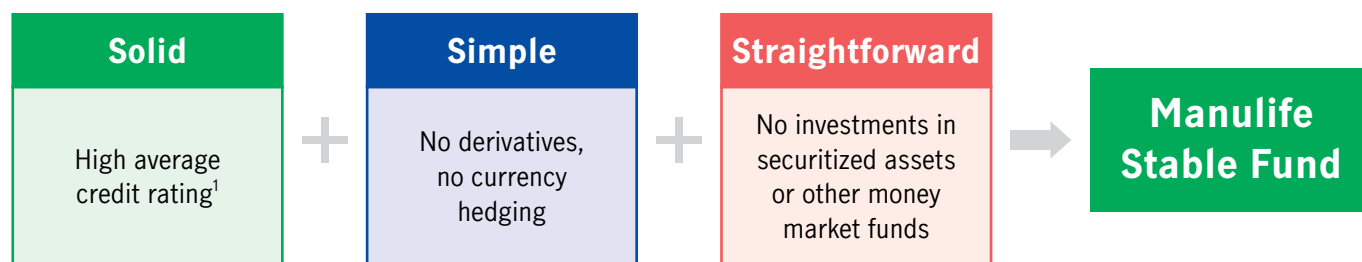 Solid
High average
credit rating¹
Simple
No derivatives,
no currency
hedging
Straightforward
No investments in
securitized assets
or other money
market funds
Manulife
Stable Fund